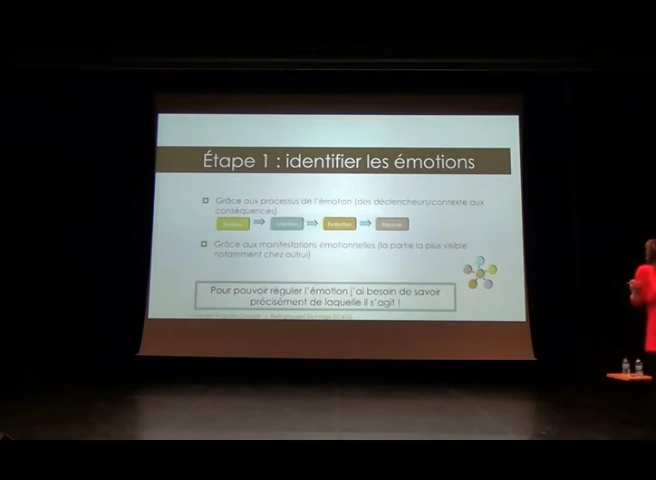 Étape 1 : identifier les émotions
Grâce aux processus de l'émotion (des déclencheurs/contexte aux
conséquences)
Évaluation
Grâce aux manifestations émotionnelles (la partie la plus visible
notamment chez autrui)
Pour pouvoir réguler l'émotion j'ai besoin de savoir
précisément de laquelle il s'agit !